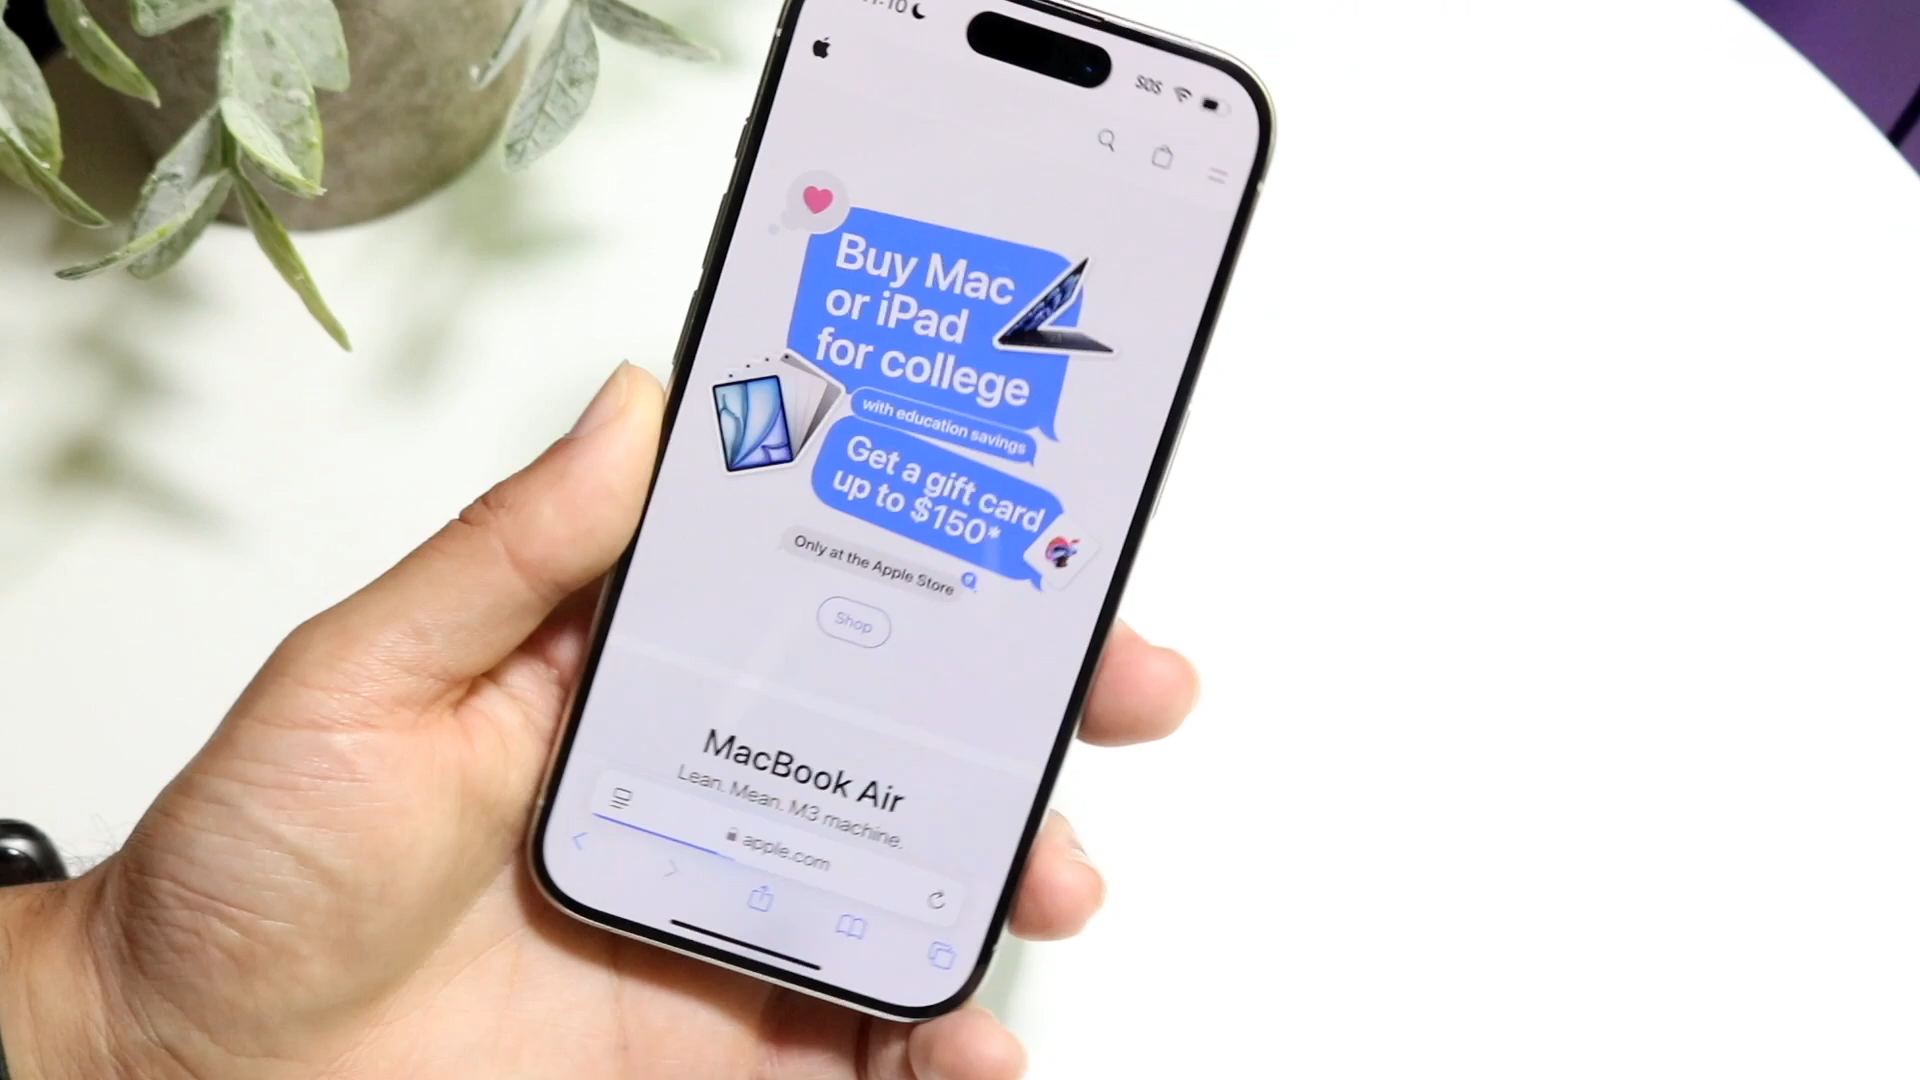 SOS
Buy Mac
or iPad
for college
with education savings
Get a gift card
up to $150*
Only at the Apple Store
Shop
MacBook Air
Lean. Mean. M3 machine.
apple.com